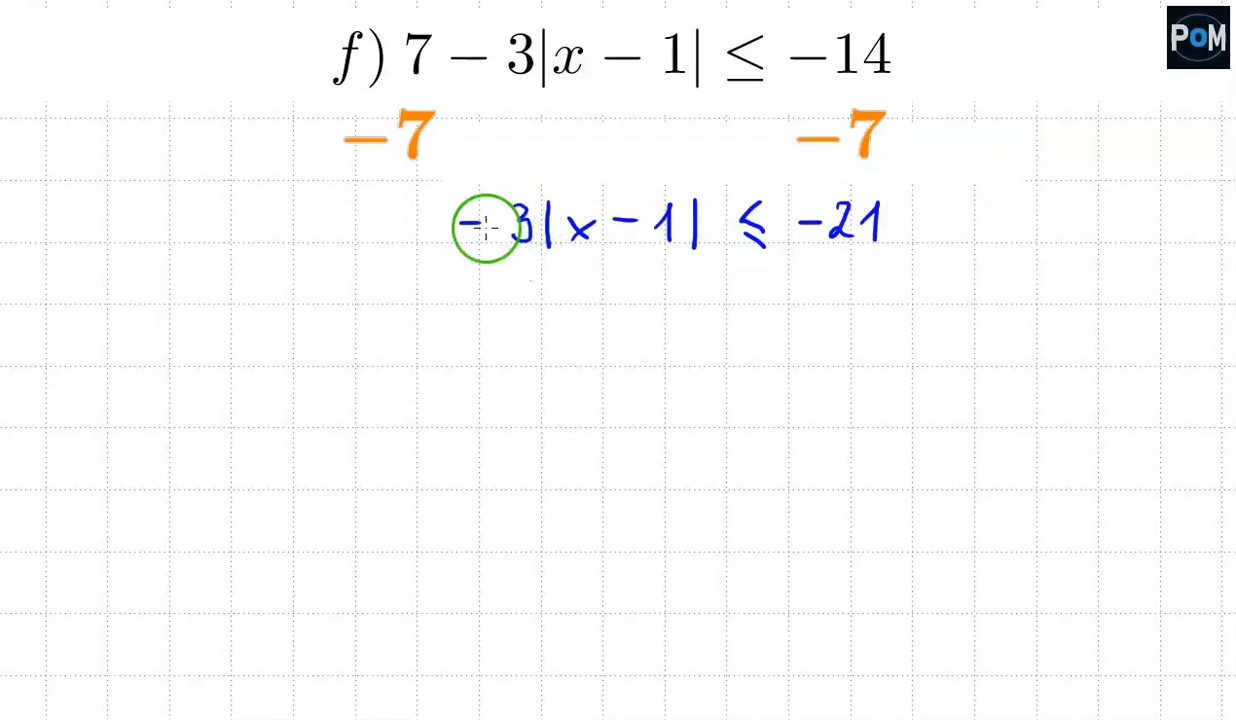 f) 7 − 3|x − 1| ≤ −14
PoM
−7 −7
−3|x − 1| ≤ −21